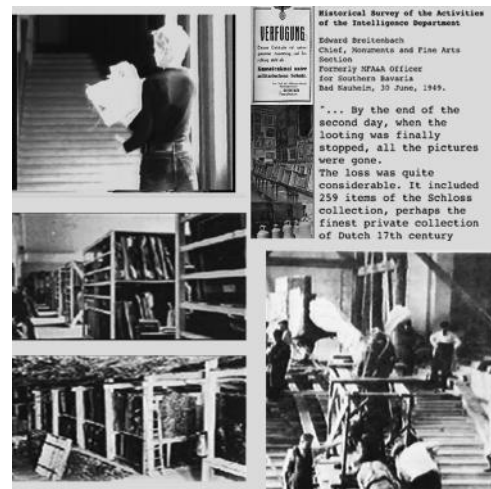 Historical Survey of the Activities
of the Intelligence Department
Edward Breitenbach
Chief, Monuments and Fine Arts
Section
Formerly MFA&A Officer
for Southern Bavaria
Bad Nauheim, 30 June, 1949.
"... By the end of the
second day, when the
looting was finally
stopped, all the pictures
were gone.
The loss was quite
considerable. It included
259 items of the Schloss
collection, perhaps the
finest private collection
of Dutch 17th century
VERFÜGUNG